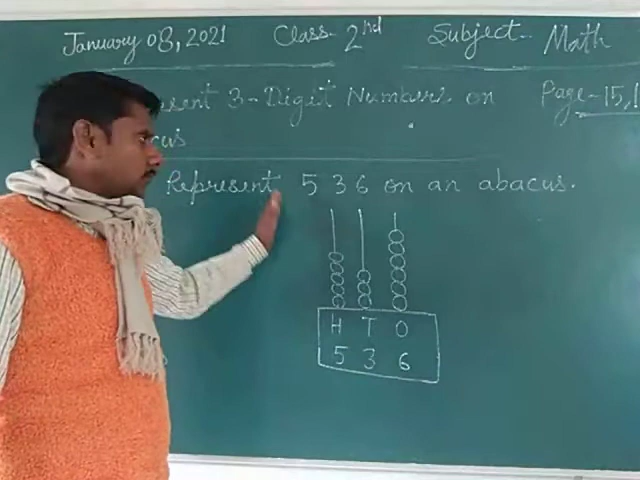 January 08, 2021 Class- 2nd Subject- Math
sent 3-Digit Numbers on Page-15,1
cus
Represent 5 3 6 on an abacus.
H T O
5 3 6